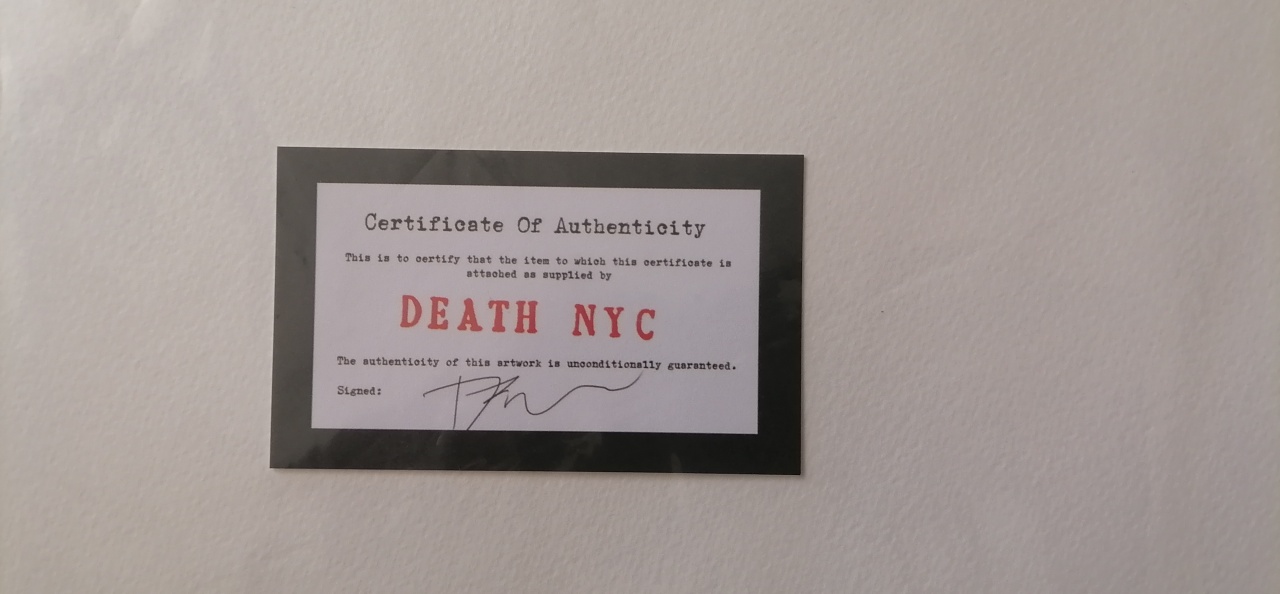 Certificate Of Authenticity
This is to certify that the item to which this certificate is
attached as supplied by
DEATH NYC
The authenticity of this artwork is unconditionally guaranteed.
Signed: